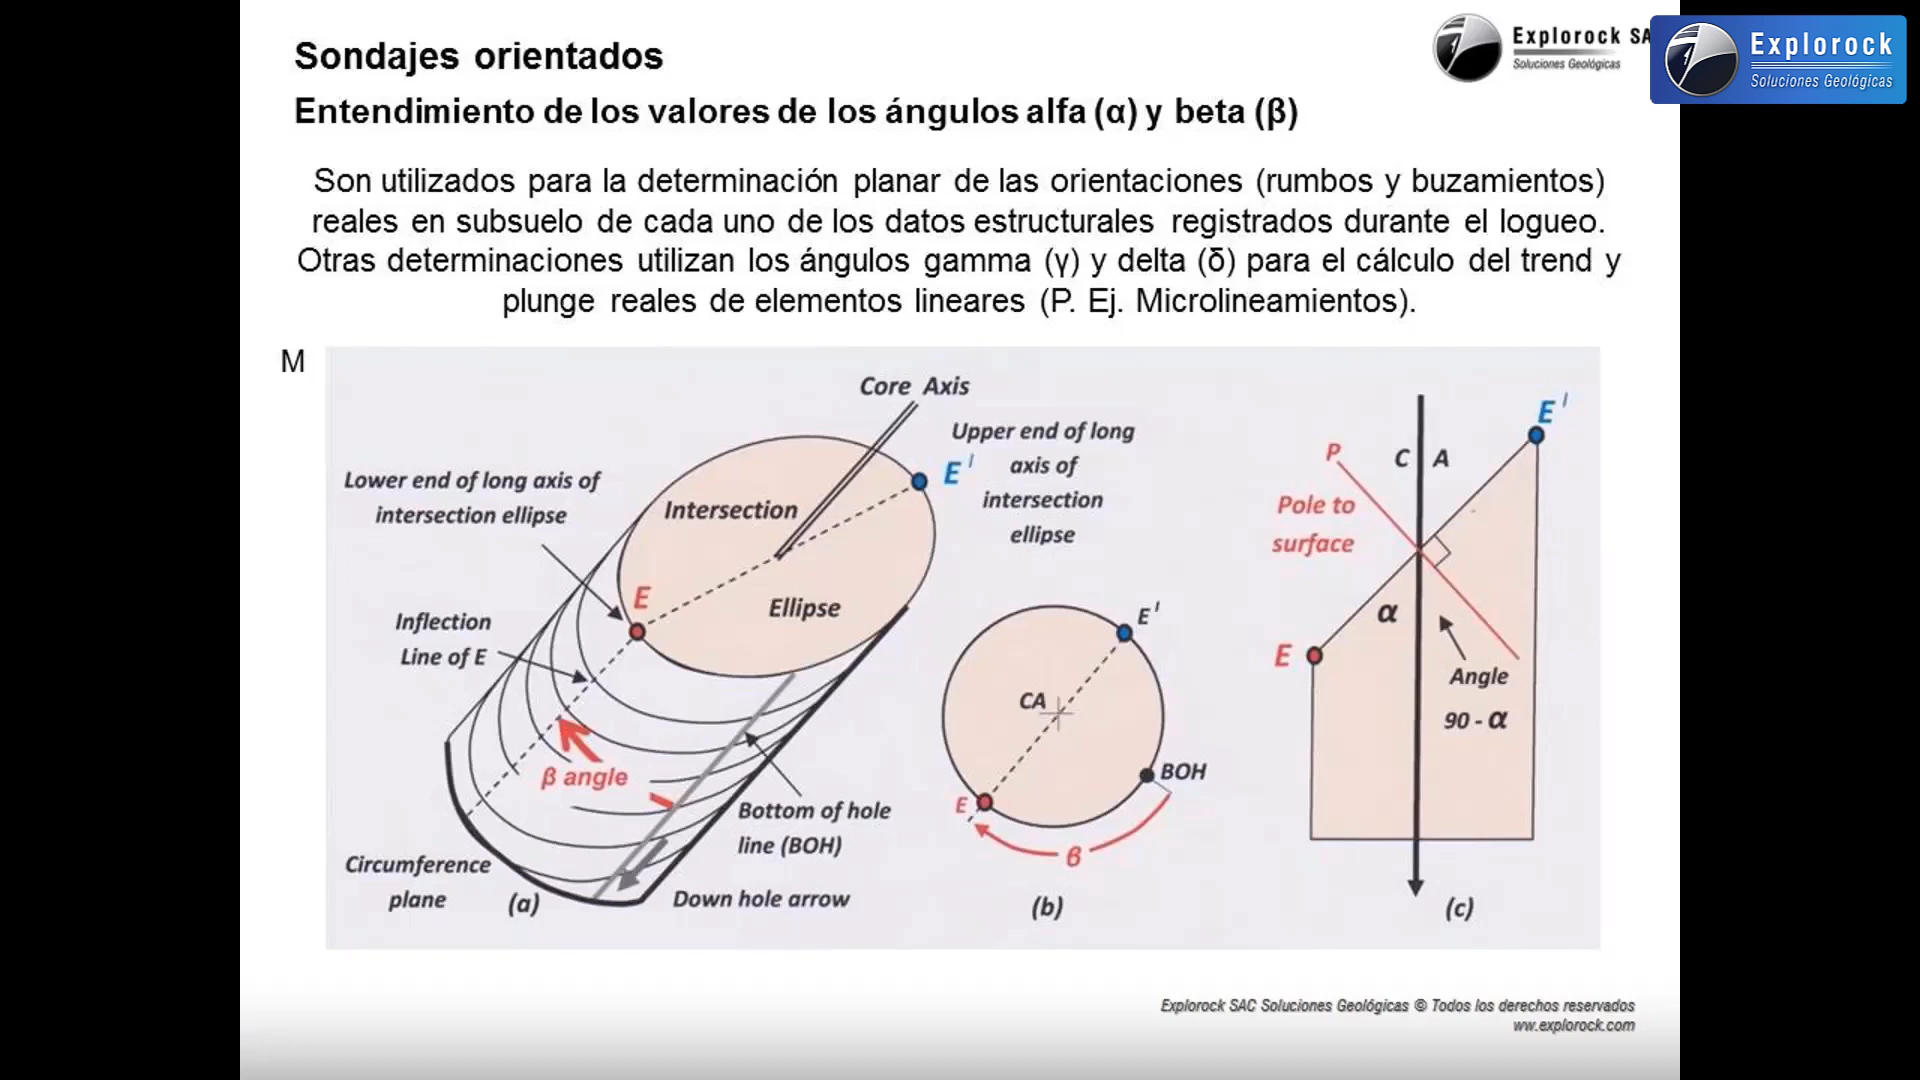 Sondajes orientados
Explorock SA
Soluciones Geológicas
Explorock
Soluciones Geológicas
Entendimiento de los valores de los ángulos alfa (α) y beta (β)
Son utilizados para la determinación planar de las orientaciones (rumbos y buzamientos)
reales en subsuelo de cada uno de los datos estructurales registrados durante el logueo.
Otras determinaciones utilizan los ángulos gamma (γ) y delta (δ) para el cálculo del trend y
plunge reales de elementos lineares (P. Ej. Microlineamientos).
M
Core Axis
Upper end of long
axis of
intersection
ellipse
E'
Lower end of long axis of
intersection ellipse
Intersection
Ellipse
E
Inflection
Line of E
β angle
Bottom of hole
line (BOH)
Circumference
plane
(a)
Down hole arrow
E'
CA
BOH
E
β
(b)
E'
P
C A
Pole to
surface
α
E
Angle
90 - α
(c)
Explorock SAC Soluciones Geológicas © Todos los derechos reservados
ww.explorock.com